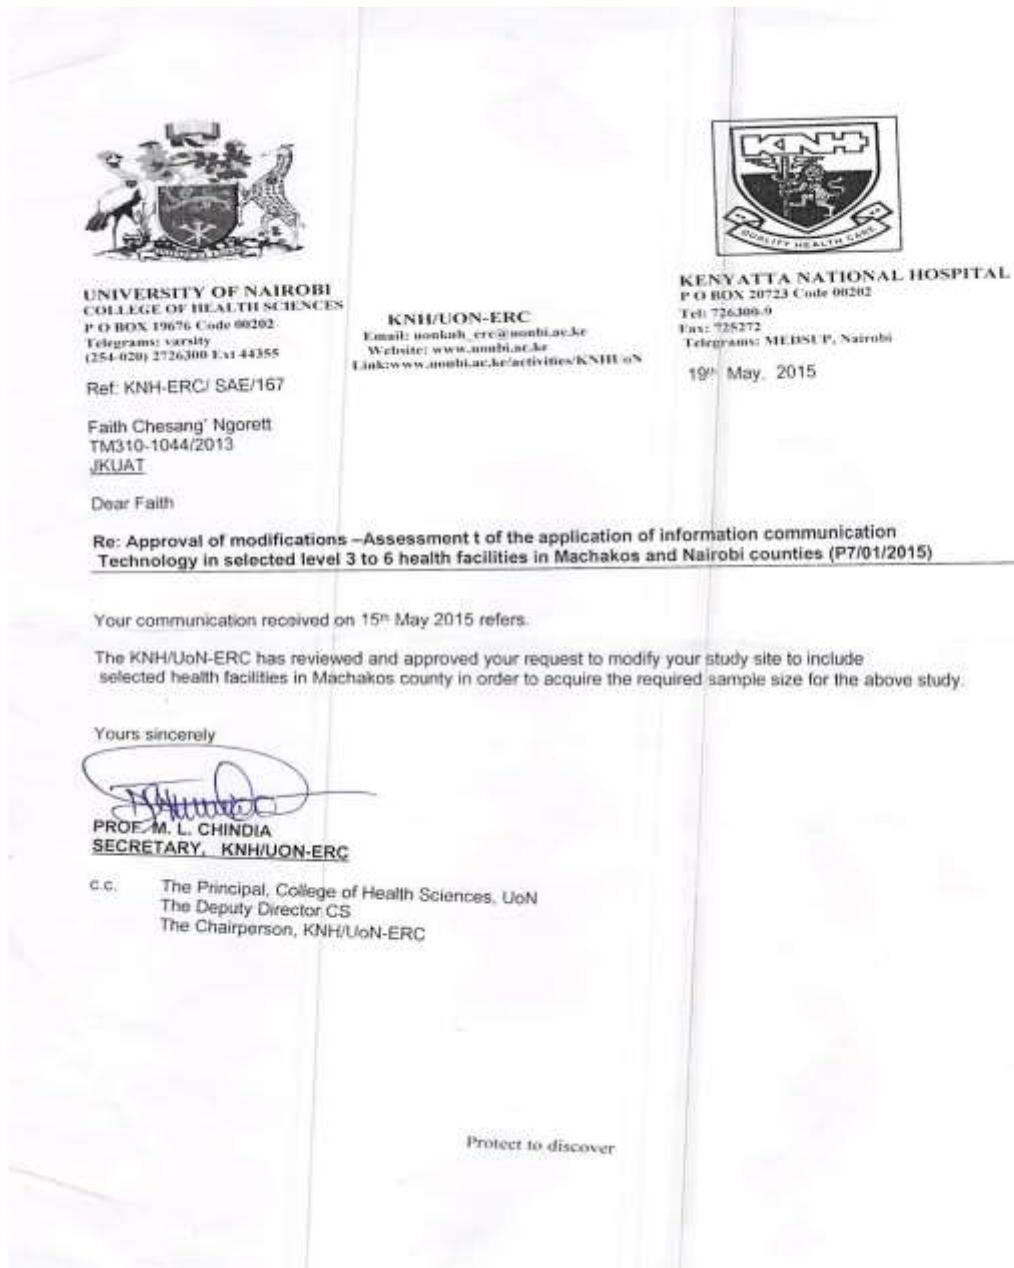 KNH
QUALITY HEALTH CARE
UNIVERSITY OF NAIROBI
COLLEGE OF HEALTH SCIENCES
P O BOX 19676 Code 00202
Telegrams: varsity
(254-020) 2726300 Ext 44355
KNH/UON-ERC
Email: uonknh_erc@uonbi.ac.ke
Website: www.uonbi.ac.ke
Link:www.uonbi.ac.ke/activities/KNHUoN
KENYATTA NATIONAL HOSPITAL
P O BOX 20723 Code 00202
Tel: 726300-9
Fax: 725272
Telegrams: MEDSUP, Nairobi
Ref: KNH-ERC/ SAE/167
19th May, 2015
Faith Chesang' Ngorett
TM310-1044/2013
JKUAT
Dear Faith
Re: Approval of modifications –Assessment t of the application of information communication
Technology in selected level 3 to 6 health facilities in Machakos and Nairobi counties (P7/01/2015)
Your communication received on 15th May 2015 refers.
The KNH/UoN-ERC has reviewed and approved your request to modify your study site to include
selected health facilities in Machakos county in order to acquire the required sample size for the above study.
Yours sincerely
PROF. M. L. CHINDIA
SECRETARY, KNH/UON-ERC
c.c. The Principal, College of Health Sciences, UoN
The Deputy Director CS
The Chairperson, KNH/UoN-ERC
Protect to discover